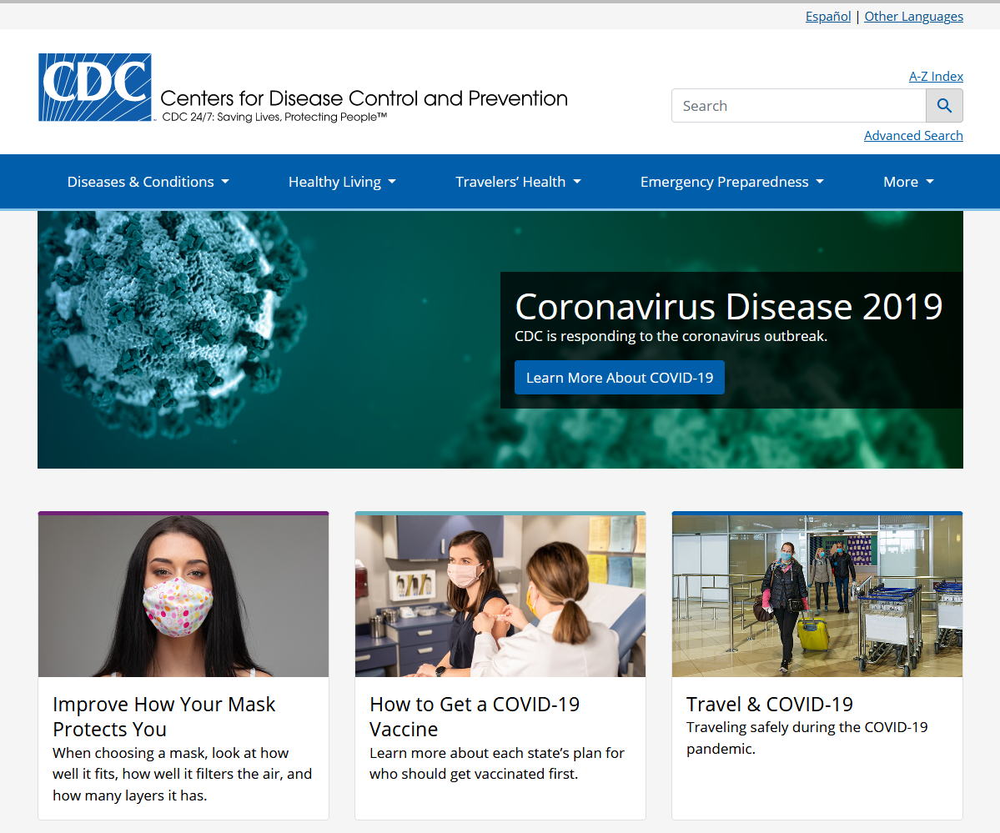 Español | Other Languages
CDC
Centers for Disease Control and Prevention
CDC 24/7: Saving Lives, Protecting People™
A-Z Index
Search
Advanced Search
Diseases & Conditions Healthy Living Travelers’ Health Emergency Preparedness More
Coronavirus Disease 2019
CDC is responding to the coronavirus outbreak.
Learn More About COVID-19
Improve How Your Mask
Protects You
When choosing a mask, look at how
well it fits, how well it filters the air, and
how many layers it has.
How to Get a COVID-19
Vaccine
Learn more about each state’s plan for
who should get vaccinated first.
Travel & COVID-19
Traveling safely during the COVID-19
pandemic.